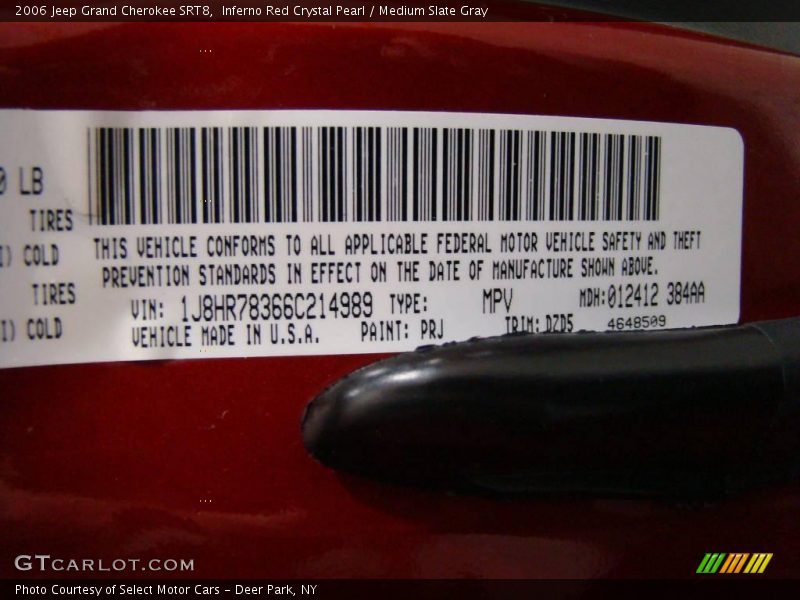 2006 Jeep Grand Cherokee SRT8,  Inferno Red Crystal Pearl / Medium Slate Gray
LB
TIRES
COLD
TIRES
COLD
THIS VEHICLE CONFORMS TO ALL APPLICABLE FEDERAL MOTOR VEHICLE SAFETY AND THEFT
PREVENTION STANDARDS IN EFFECT ON THE DATE OF MANUFACTURE SHOWN ABOVE.
VIN: 1J8HR78366C214989 TYPE: MPV MDH:012412 384AA
VEHICLE MADE IN U.S.A. PAINT: PRJ TRIM: DZD5 4648509
GTCARLOT.COM
Photo Courtesy of Select Motor Cars - Deer Park, NY